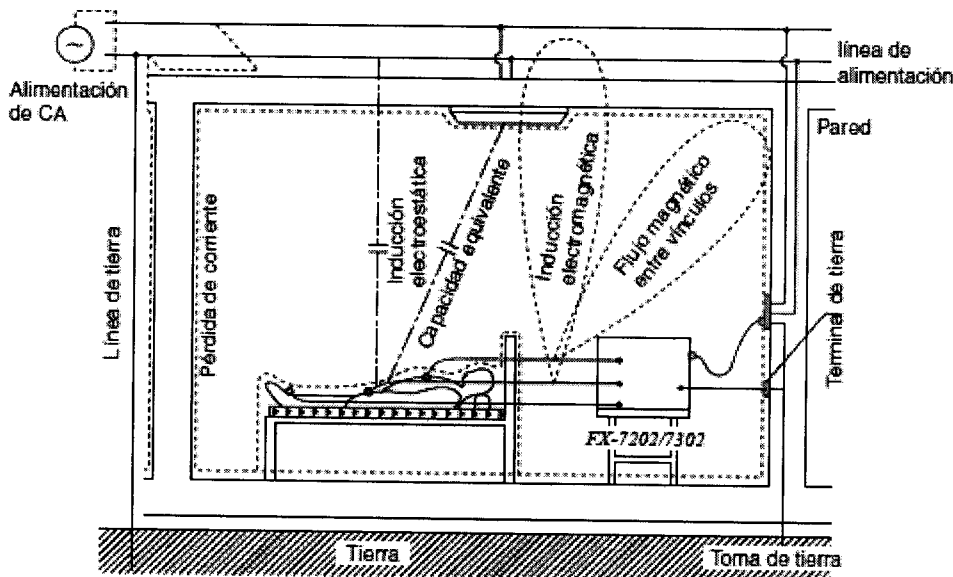 línea de
alimentación
Alimentación
de CA
Pared
Línea de tierra
Pérdida de corriente
Inducción
electroestática
Capacidad equivalente
Inducción
electromagnética
Flujo magnético
entre vínculos
Terminal de tierra
FX-7202/7302
Tierra
Toma de tierra